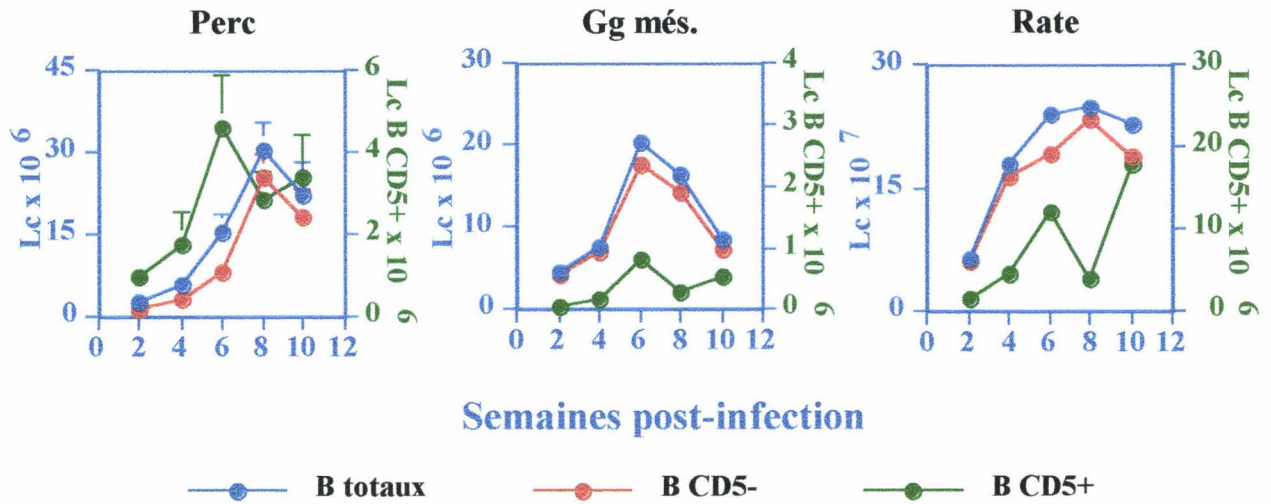 Perc
Gg més.
Rate
45
30
15
0
Lc x 10 6
6
4
2
0
Lc B CD5+ x 10 6
0 2 4 6 8 10 12
30
20
10
0
Lc x 10 6
4
3
2
1
0
Lc B CD5+ x 10 6
0 2 4 6 8 10 12
30
15
0
Lc x 10 7
30
20
10
0
Lc B CD5+ x 10 6
0 2 4 6 8 10 12
Semaines post-infection
B totaux
B CD5-
B CD5+